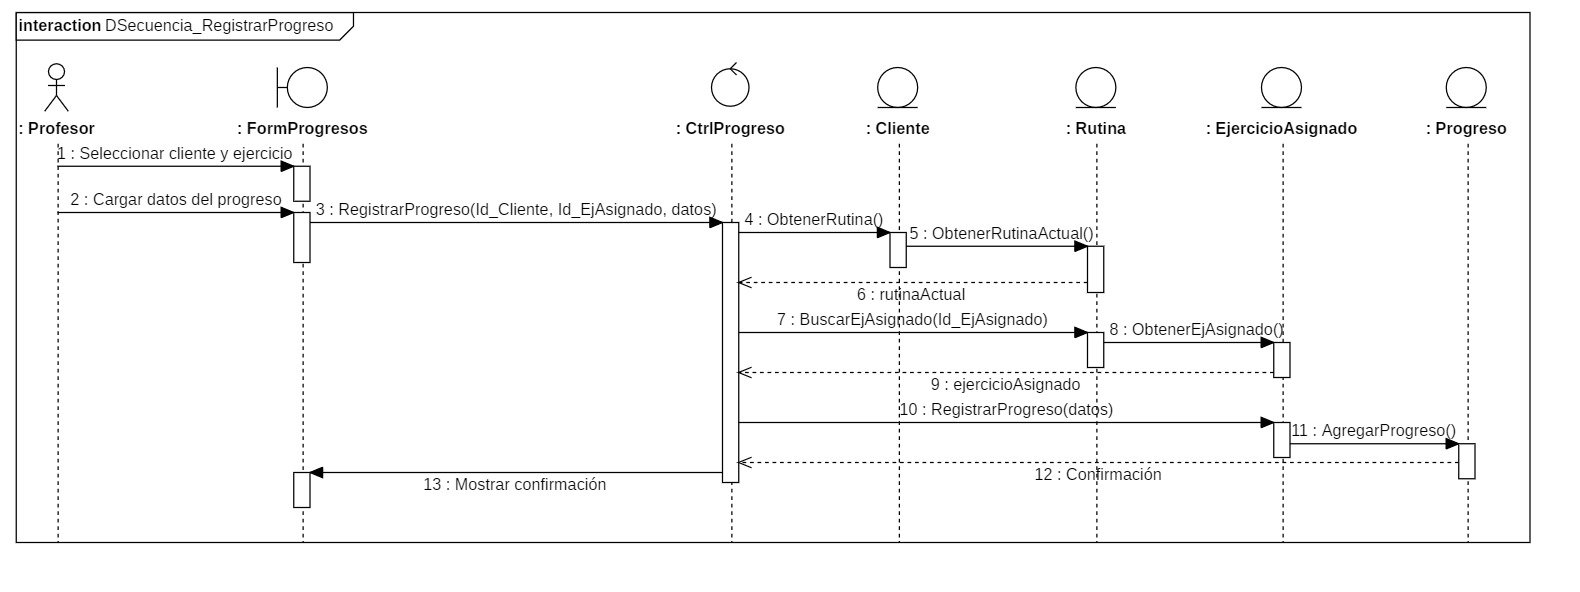 interaction DSecuencia_RegistrarProgreso
: Profesor
: FormProgresos
: CtrlProgreso
: Cliente
: Rutina
: EjercicioAsignado
: Progreso
1 : Seleccionar cliente y ejercicio
2 : Cargar datos del progreso
3 : RegistrarProgreso(Id_Cliente, Id_EjAsignado, datos)
4 : ObtenerRutina()
5 : ObtenerRutinaActual()
6 : rutinaActual
7 : BuscarEjAsignado(Id_EjAsignado)
8 : ObtenerEjAsignado()
9 : ejercicioAsignado
10 : RegistrarProgreso(datos)
11 : AgregarProgreso()
12 : Confirmación
13 : Mostrar confirmación